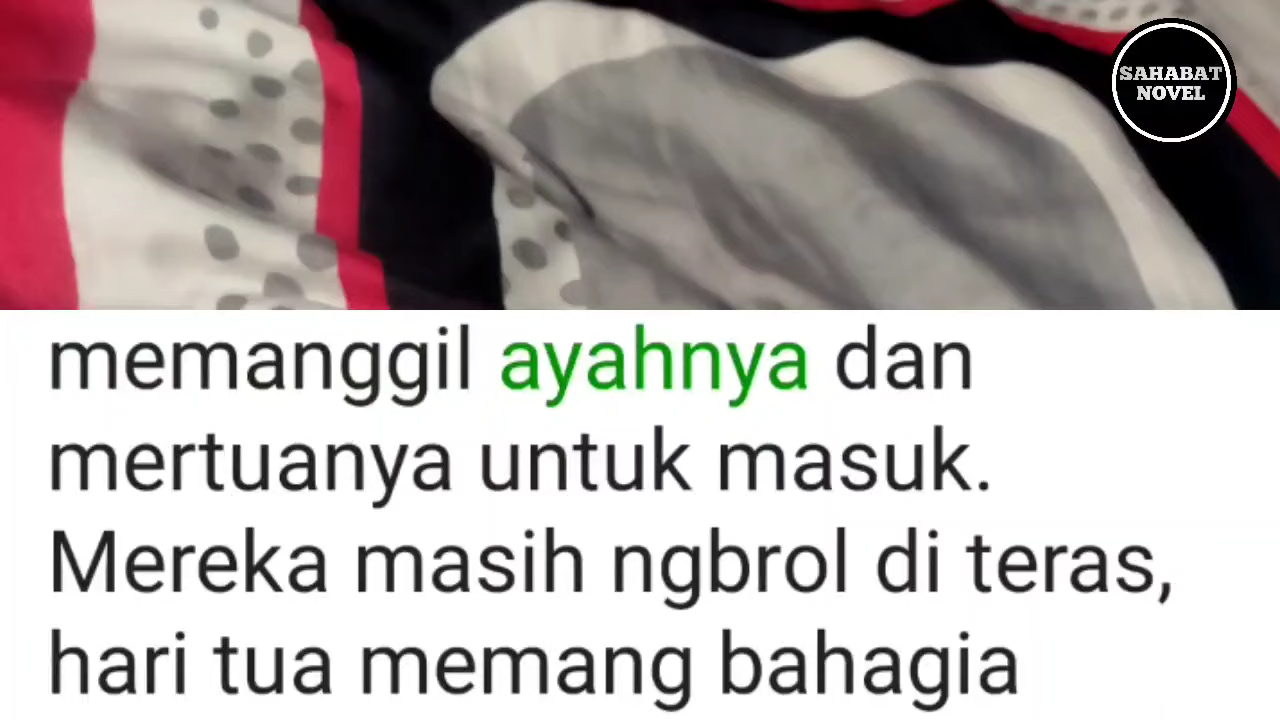 SAHABAT
NOVEL
memanggil ayahnya dan
mertuanya untuk masuk.
Mereka masih ngbrol di teras,
hari tua memang bahagia